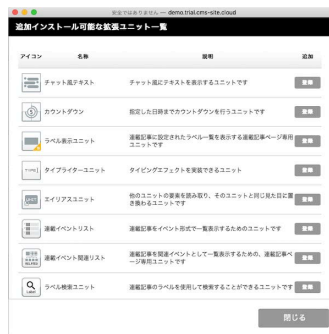 安全ではありません — demo.trial.cms-site.cloud
追加インストール可能な拡張ユニット一覧
アイコン 名称 説明 追加
チャット風テキスト チャット風にテキストを表示するユニットです 登録
カウントダウン 指定した日時までカウントダウンを行うユニットです 登録
ラベル表示ユニット 連載記事に設定されたラベル一覧を表示する連載記事ページ専用
ユニットです 登録
タイプライターユニット タイピングエフェクトを実装できるユニット 登録
エイリアスユニット 他のユニットの要素を読み取り、そのユニットと同じ見た目に置
き換わるユニットです 登録
連載イベントリスト 連載記事をイベント形式で一覧表示するためのユニットです 登録
連載イベント関連リスト 連載記事を関連イベントとして一覧表示するための、連載記事ペ
ージ専用ユニットです 登録
ラベル検索ユニット 連載記事のラベルを使用して検索することができるユニットです 登録
閉じる